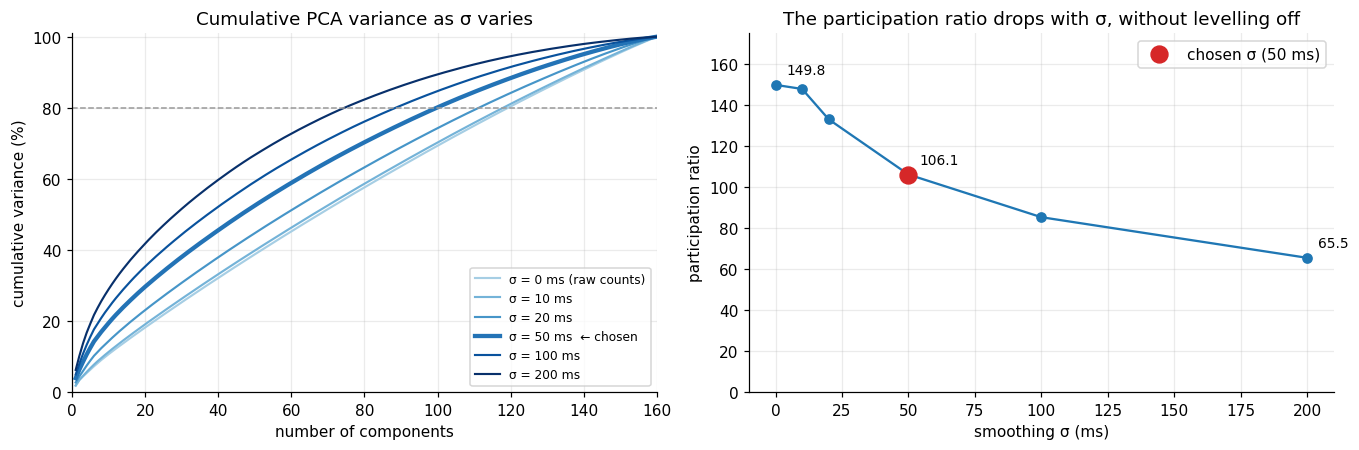 Cumulative PCA variance as σ varies
cumulative variance (%)
100
80
60
40
20
0
0 20 40 60 80 100 120 140 160
number of components
σ = 0 ms (raw counts)
σ = 10 ms
σ = 20 ms
σ = 50 ms ← chosen
σ = 100 ms
σ = 200 ms
The participation ratio drops with σ, without levelling off
participation ratio
160
140
120
100
80
60
40
20
0
0 25 50 75 100 125 150 175 200
smoothing σ (ms)
chosen σ (50 ms)
149.8
106.1
65.5